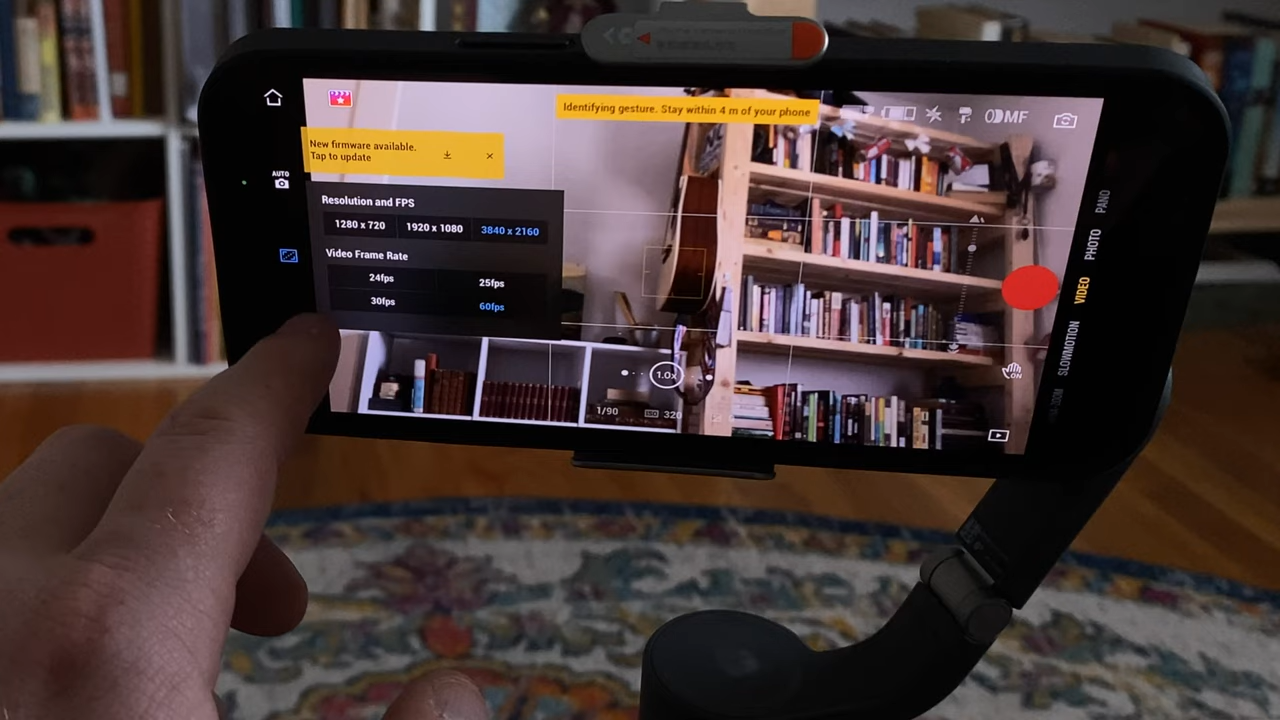 Identifying gesture. Stay within 4 m of your phone
MF
New firmware available.
Tap to update
AUTO
Resolution and FPS
1280 x 720
1920 x 1080
3840 x 2160
Video Frame Rate
24fps
25fps
30fps
60fps
1.0x
1/90
ISO 320
ON
PANO
PHOTO
VIDEO
SLOWMOTION